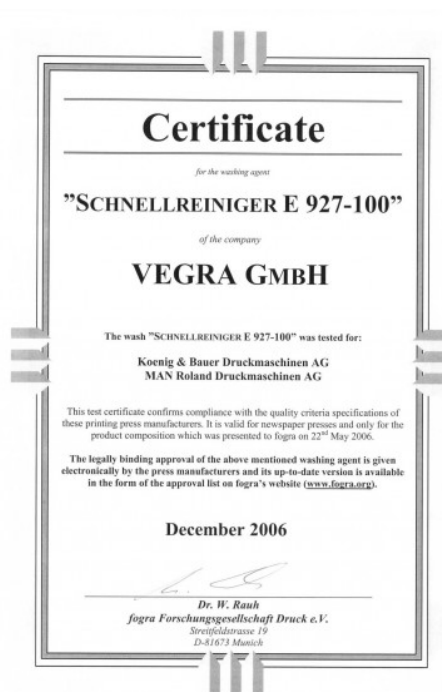 Certificate
for the washing agent
"SCHNELLREINIGER E 927-100"
of the company
VEGRA GMBH
The wash "SCHNELLREINIGER E 927-100" was tested for:
Koenig & Bauer Druckmaschinen AG
MAN Roland Druckmaschinen AG
This test certificate confirms compliance with the quality criteria specifications of
these printing press manufacturers. It is valid for newspaper presses and only for the
product composition which was presented to fogra on 22nd May 2006.
The legally binding approval of the above mentioned washing agent is given
electronically by the press manufacturers and its up-to-date version is available
in the form of the approval list on fogra's website (www.fogra.org).
December 2006
Dr. W. Rauh
fogra Forschungsgesellschaft Druck e.V.
Streitfeldstrasse 19
D-81673 Munich